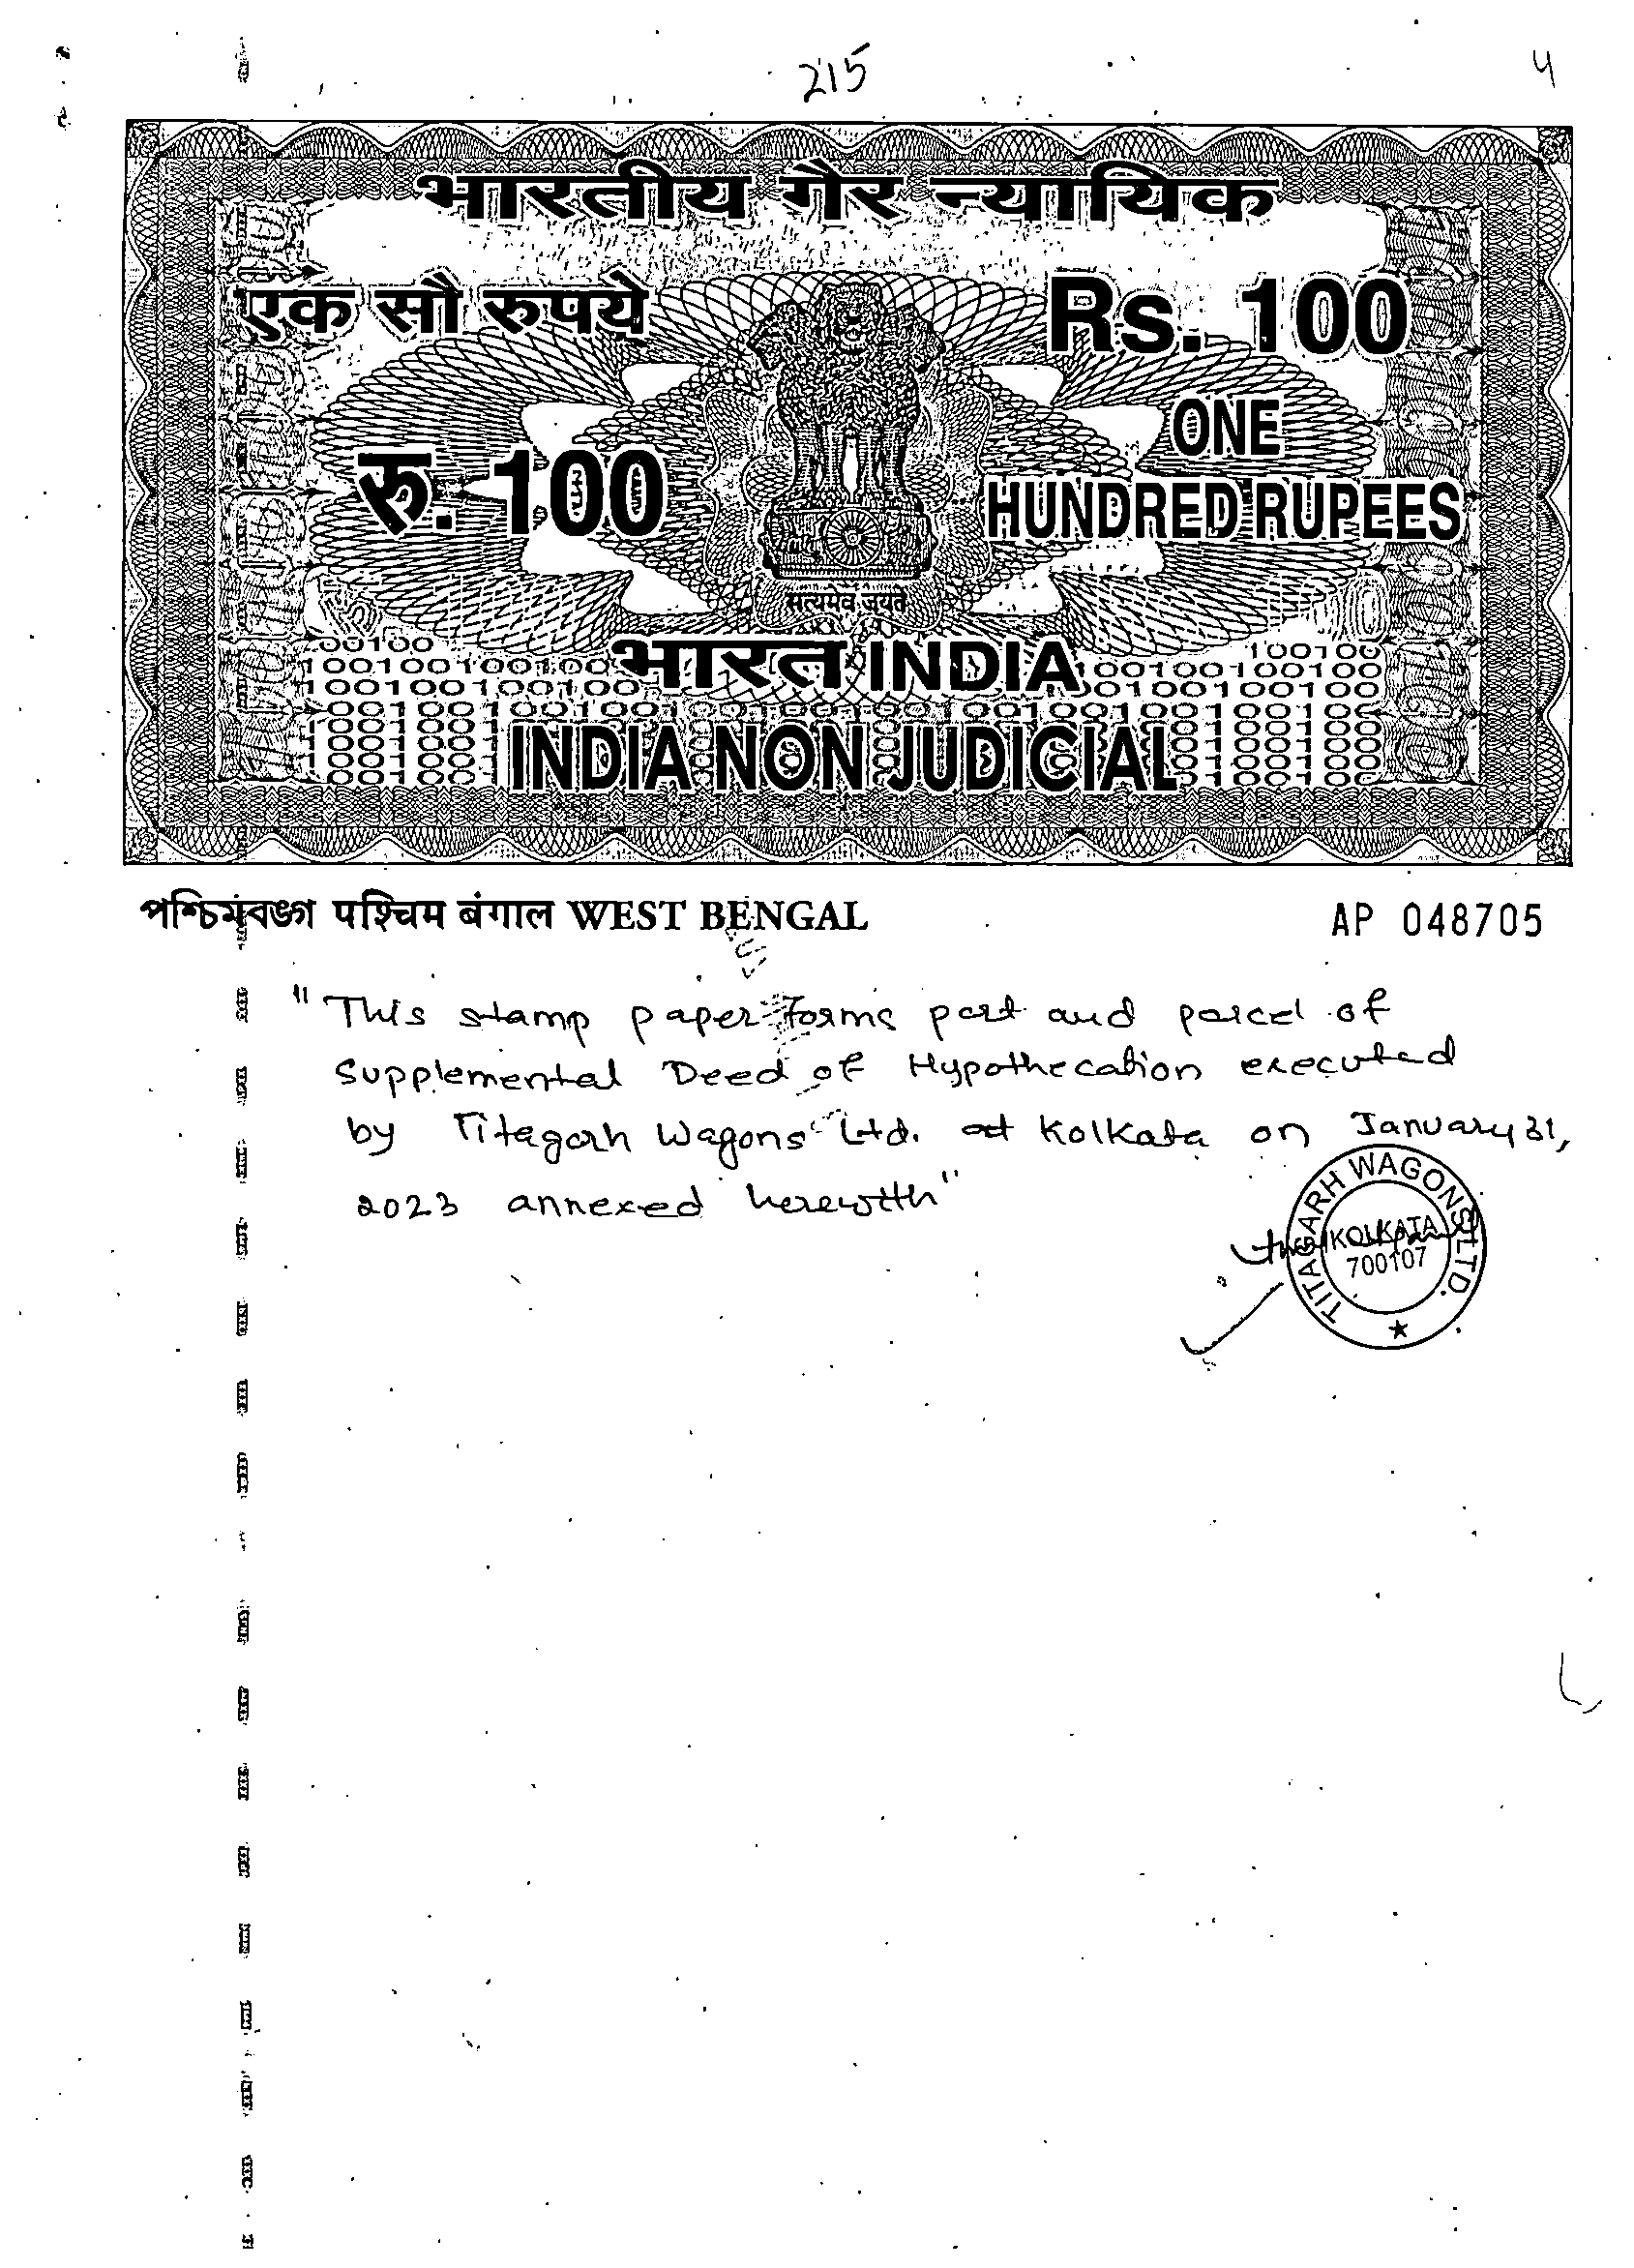 215
4
भारतीय गैर न्यायिक
एक सौ रुपये
Rs. 100
रु. 100
ONE
HUNDRED RUPEES
सत्यमेव जयते
भारत INDIA
INDIA NON JUDICIAL
পশ্চিমবঙ্গ पश्चिम बंगाल WEST BENGAL
AP 048705
"This stamp paper forms part and parcel of
Supplemental Deed of Hypothecation executed
by Titagarh Wagons Ltd. at Kolkata on January 31,
2023 annexed herewith"
TITAGARH WAGONS LTD.
KOLKATA
700107